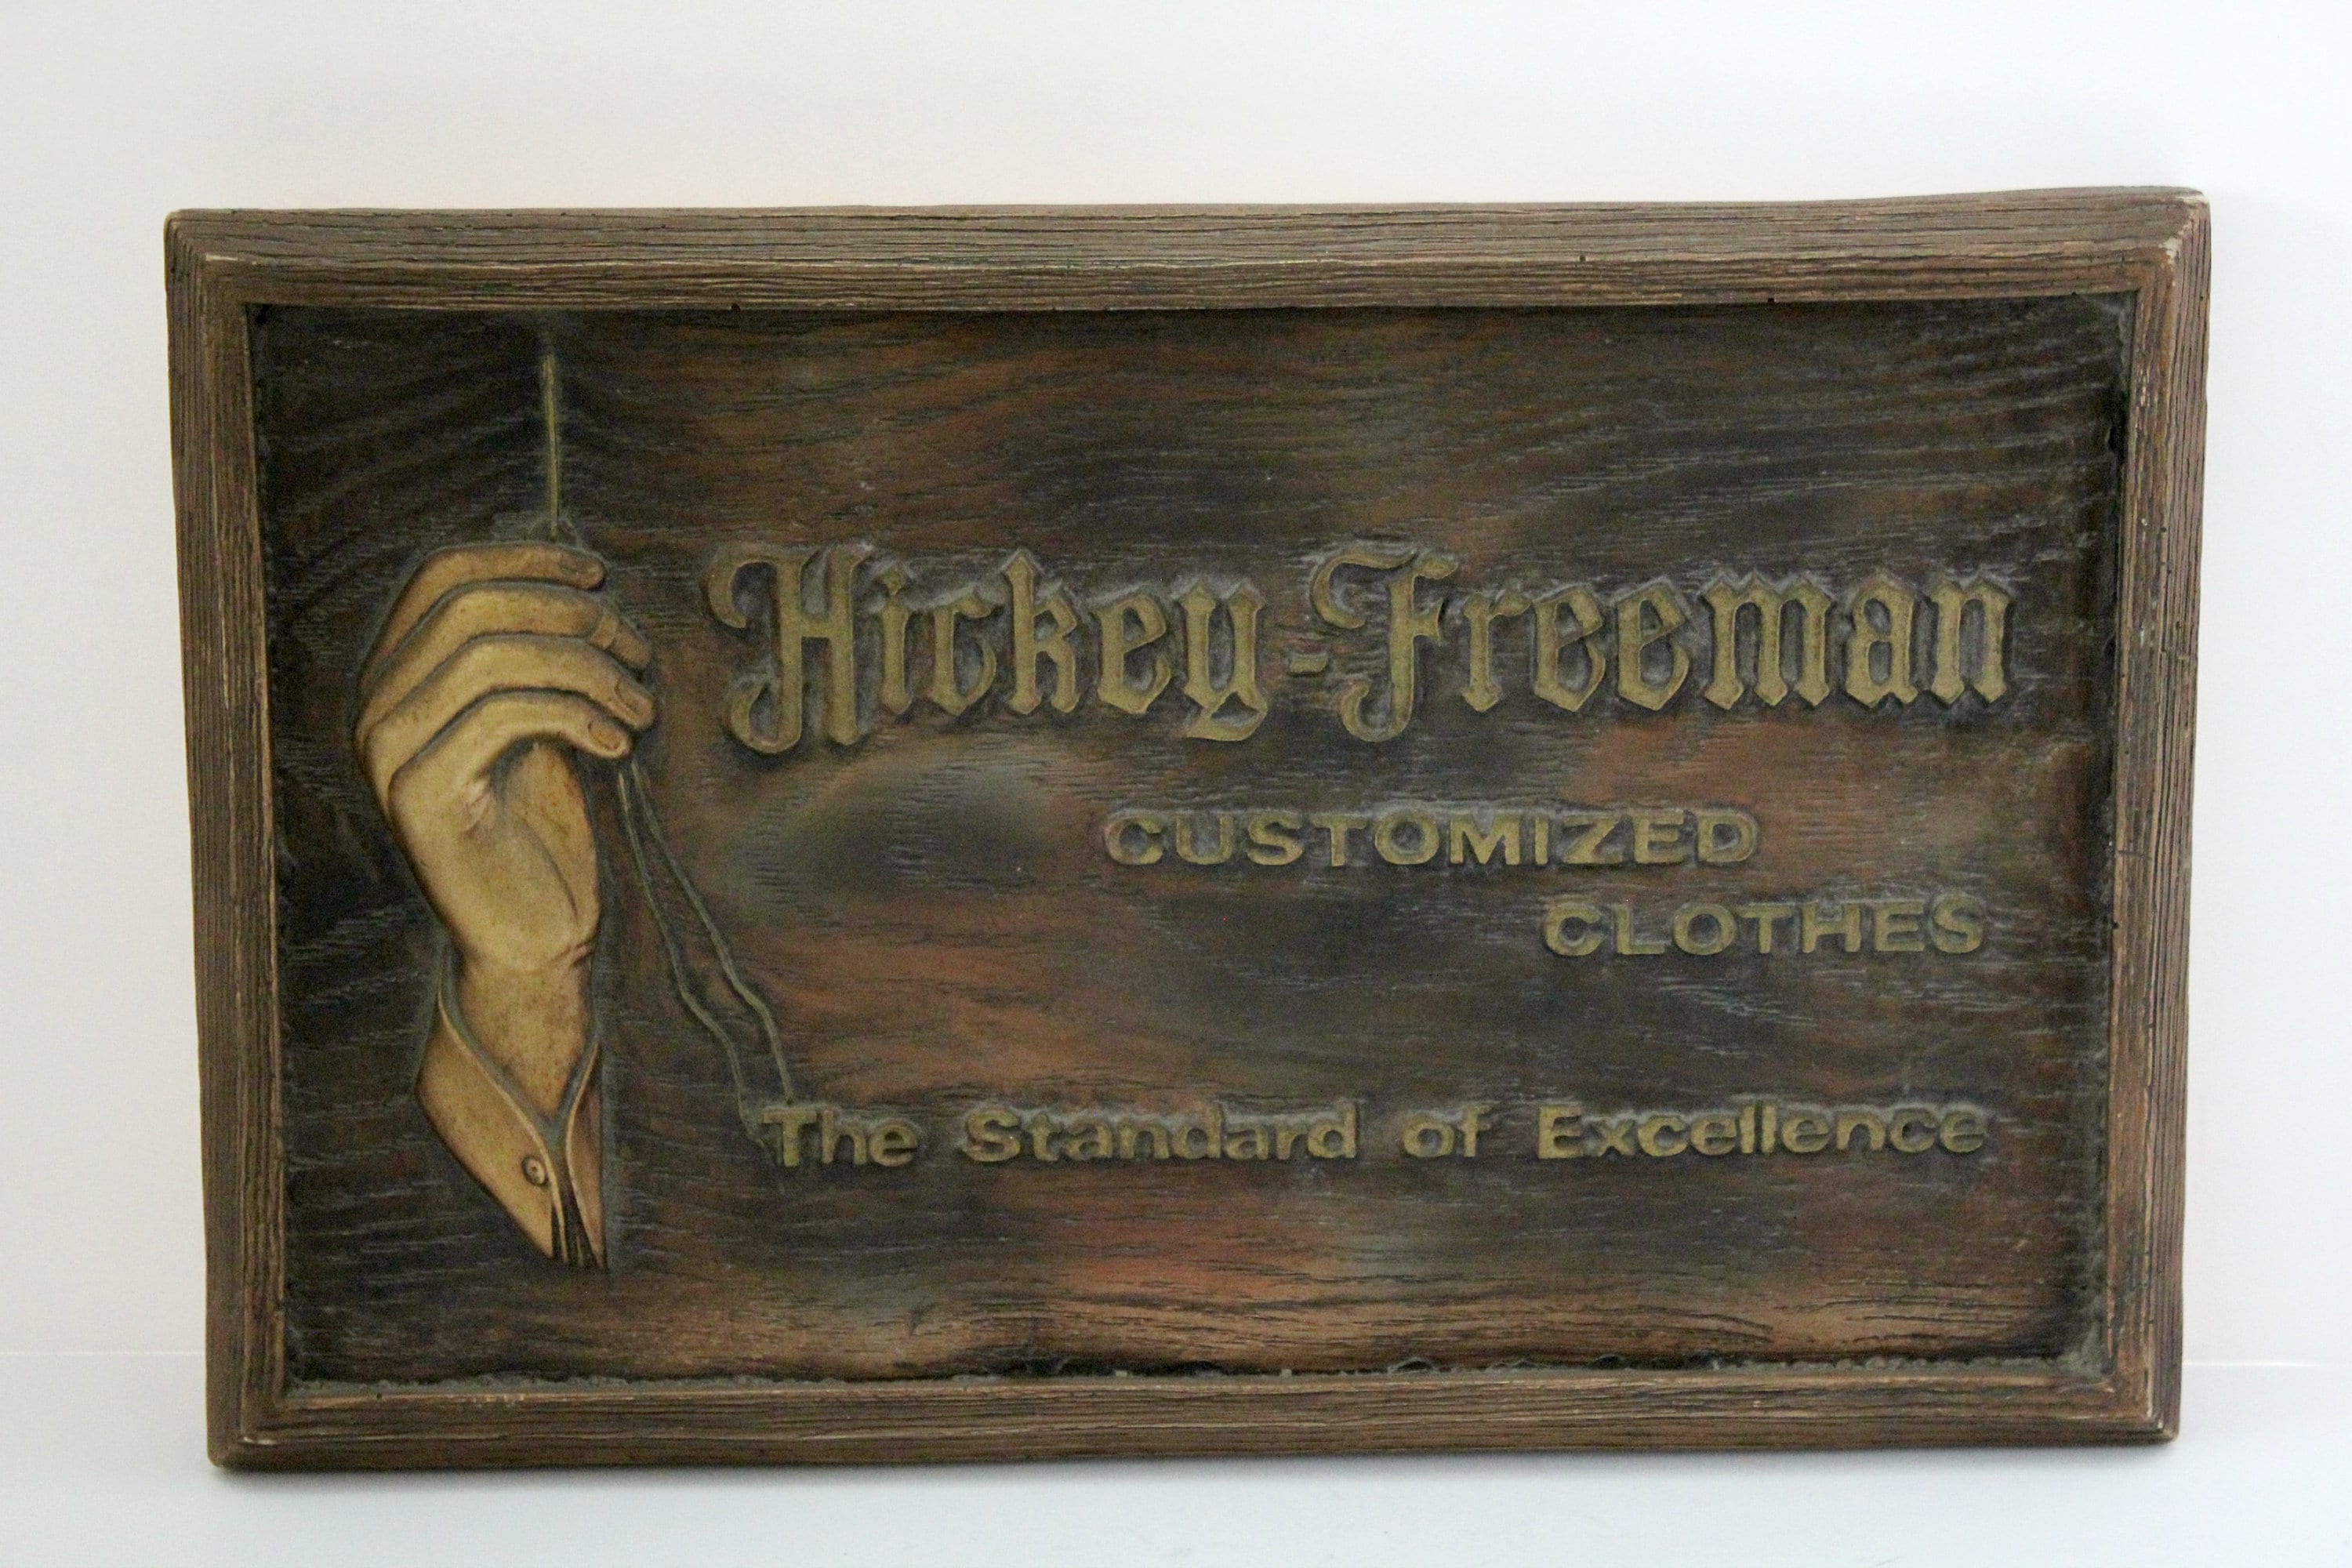 Hickey-Freeman
CUSTOMIZED
CLOTHES
The Standard of Excellence